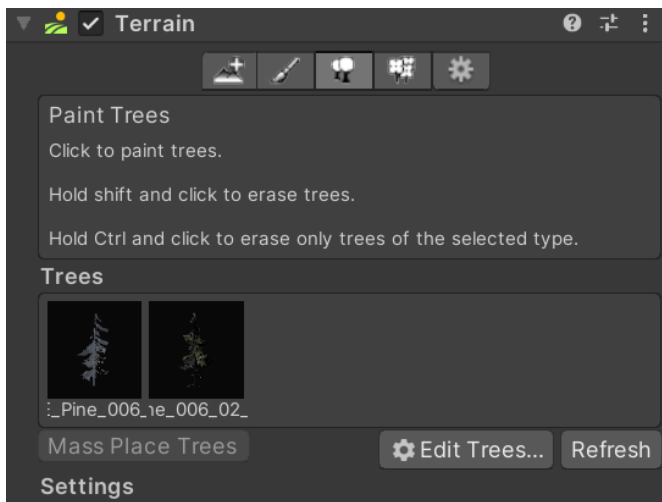 Terrain
Paint Trees
Click to paint trees.
Hold shift and click to erase trees.
Hold Ctrl and click to erase only trees of the selected type.
Trees
_Pine_006_ne_006_02_
Mass Place Trees
Edit Trees... Refresh
Settings